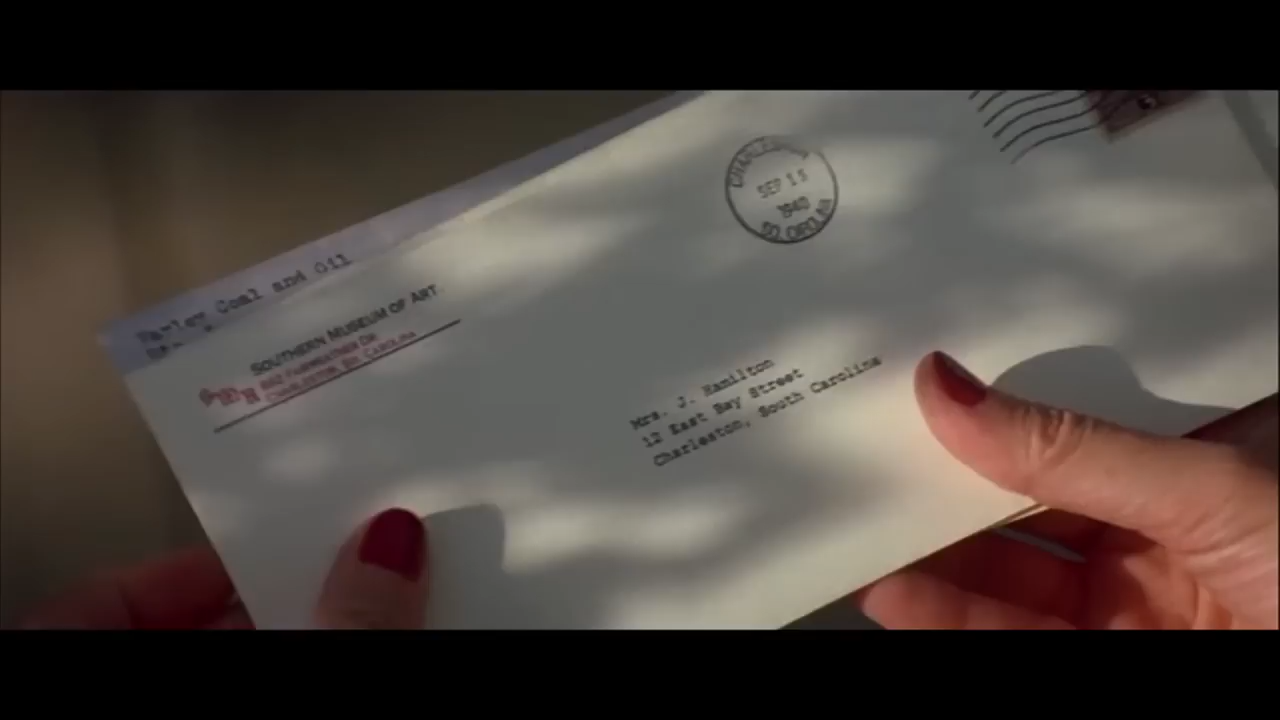 Coal and Oil
SOUTHERN MUSEUM OF ART
CHARLESTON, SO. CAROLINA
SEP 15
1940
Mrs. J. Hamilton
12 East Bay Street
Charleston, South Carolina